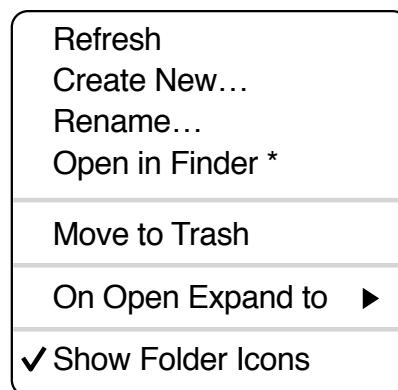 Refresh
Create New…
Rename…
Open in Finder *
Move to Trash
On Open Expand to ▶
✓ Show Folder Icons